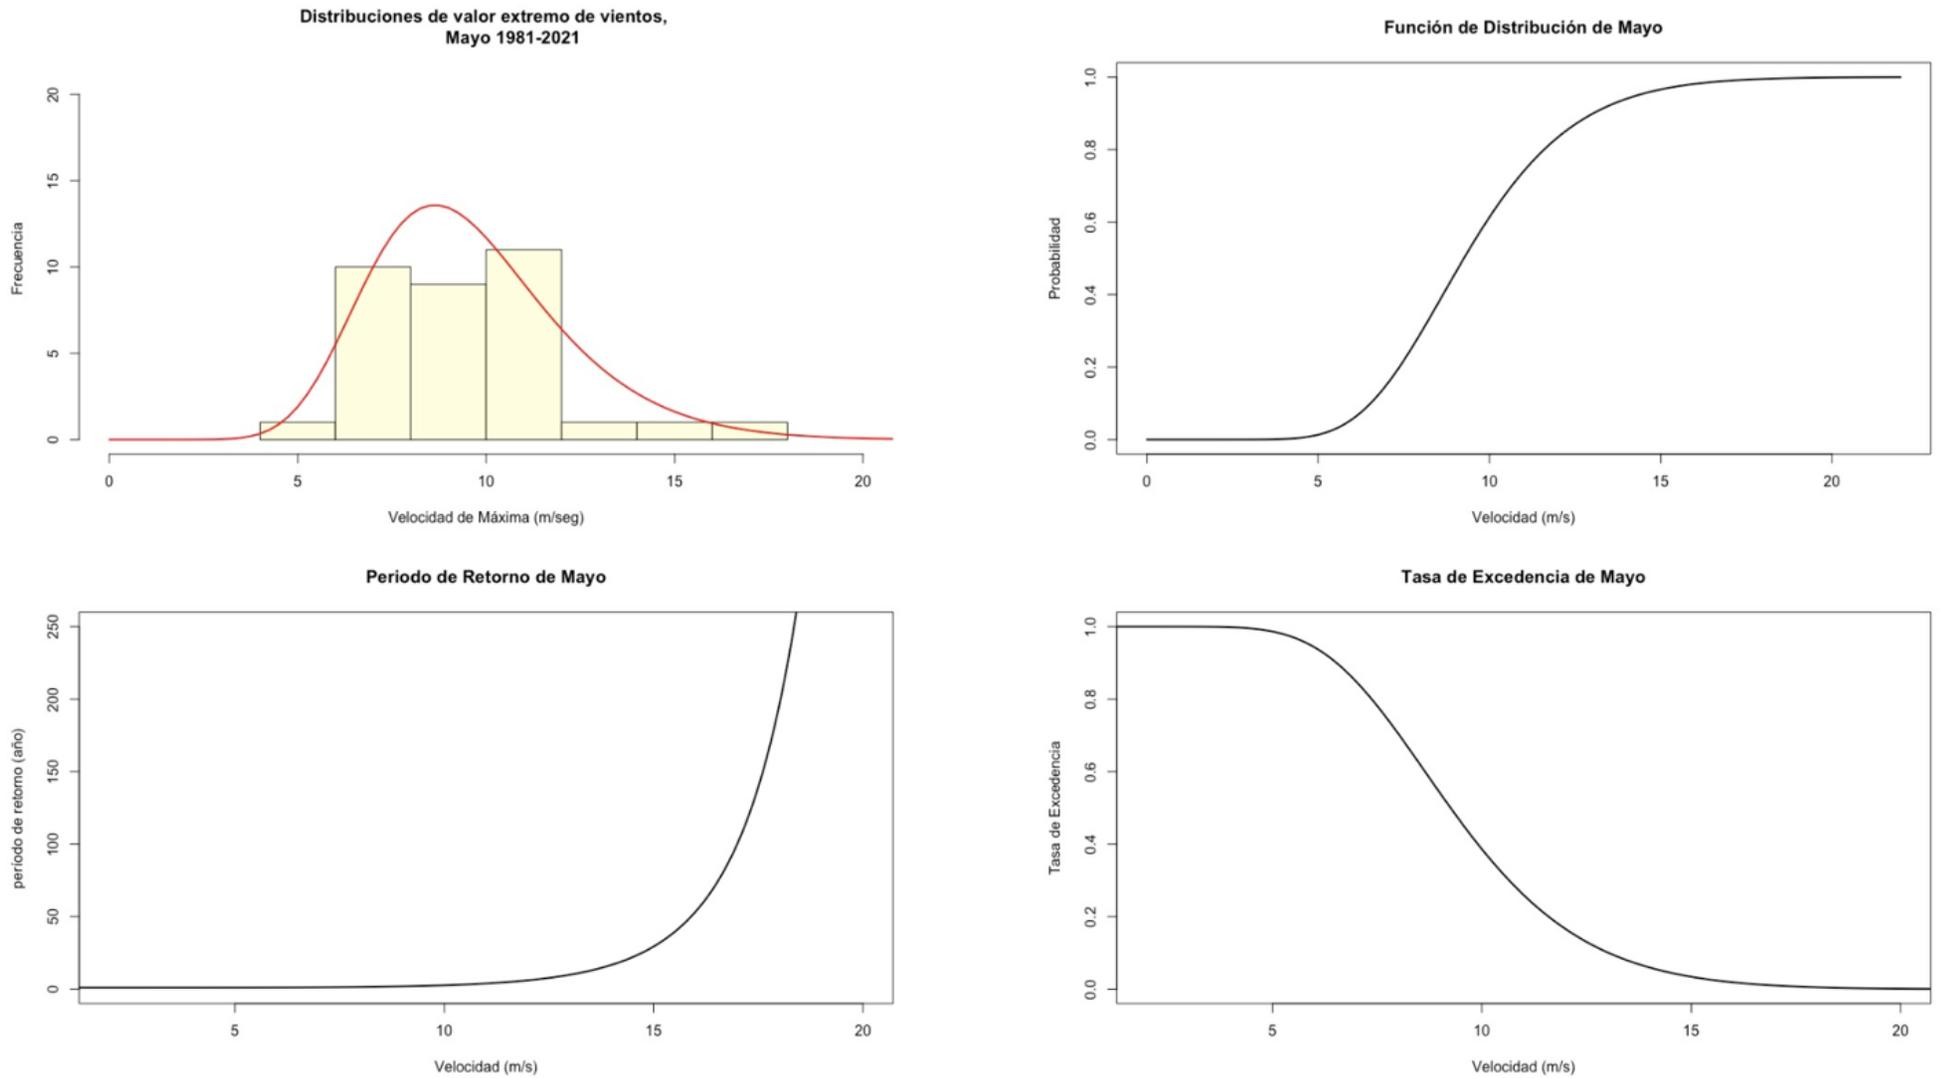 Distribuciones de valor extremo de vientos,
Mayo 1981-2021
Frecuencia
20
15
10
5
0
0 5 10 15 20
Velocidad de Máxima (m/seg)
Función de Distribución de Mayo
Probabilidad
1.0
0.8
0.6
0.4
0.2
0.0
0 5 10 15 20
Velocidad (m/s)
Periodo de Retorno de Mayo
período de retorno (año)
250
200
150
100
50
0
5 10 15 20
Velocidad (m/s)
Tasa de Excedencia de Mayo
Tasa de Excedencia
1.0
0.8
0.6
0.4
0.2
0.0
5 10 15 20
Velocidad (m/s)